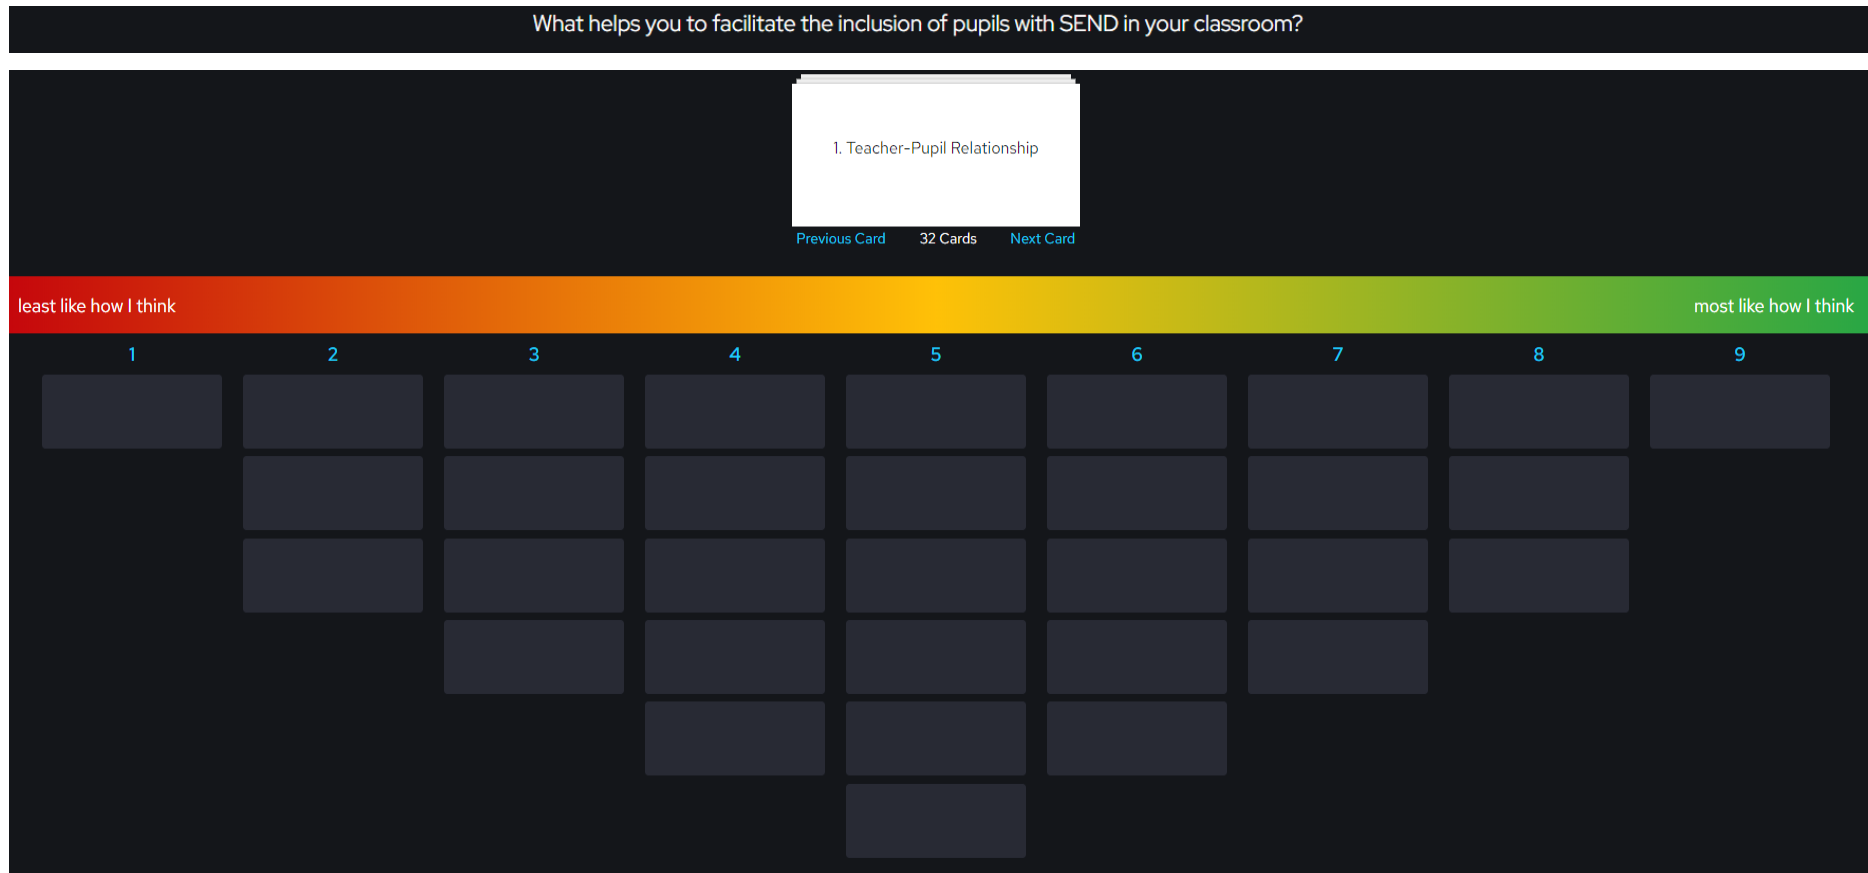 What helps you to facilitate the inclusion of pupils with SEND in your classroom?
1. Teacher-Pupil Relationship
Previous Card 32 Cards Next Card
least like how I think most like how I think
1 2 3 4 5 6 7 8 9